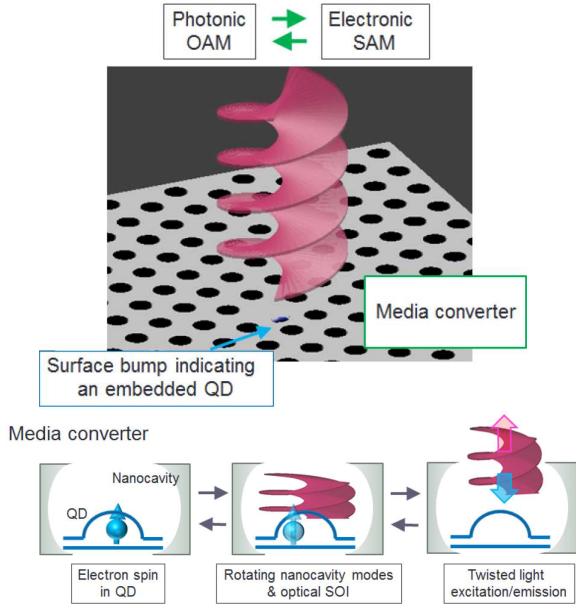 Photonic
OAM
Electronic
SAM
Media converter
Surface bump indicating
an embedded QD
Media converter
Nanocavity
QD
Electron spin
in QD
Rotating nanocavity modes
& optical SOI
Twisted light
excitation/emission